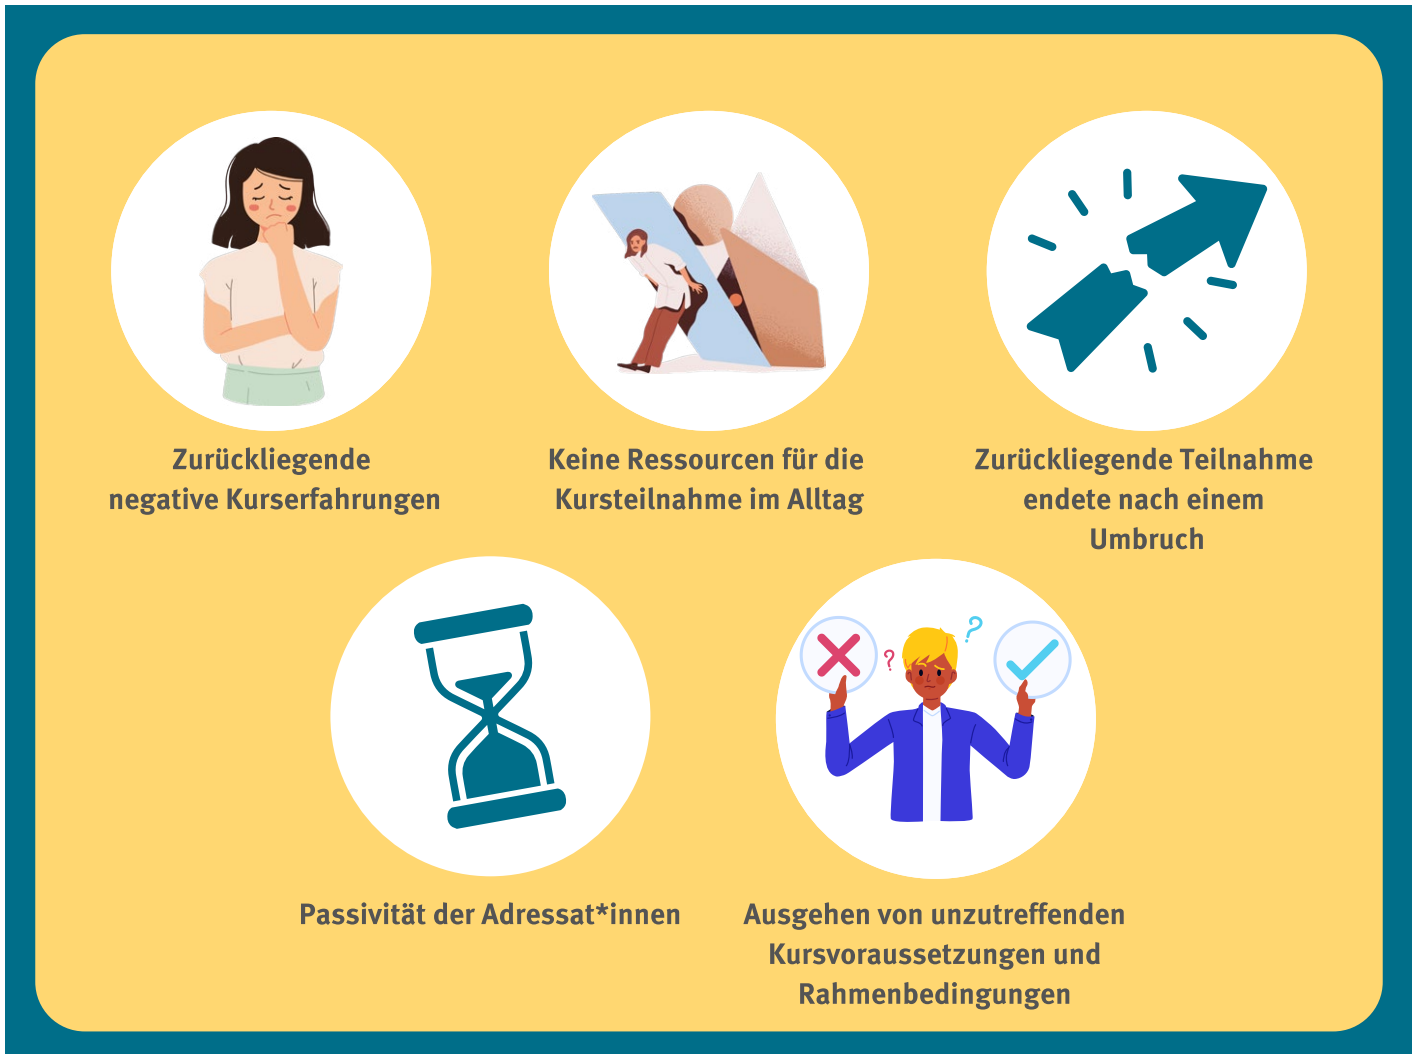 Zurückliegende
negative Kurserfahrungen
Keine Ressourcen für die
Kursteilnahme im Alltag
Zurückliegende Teilnahme
endete nach einem
Umbruch
Passivität der Adressat*innen
Ausgehen von unzutreffenden
Kursvoraussetzungen und
Rahmenbedingungen